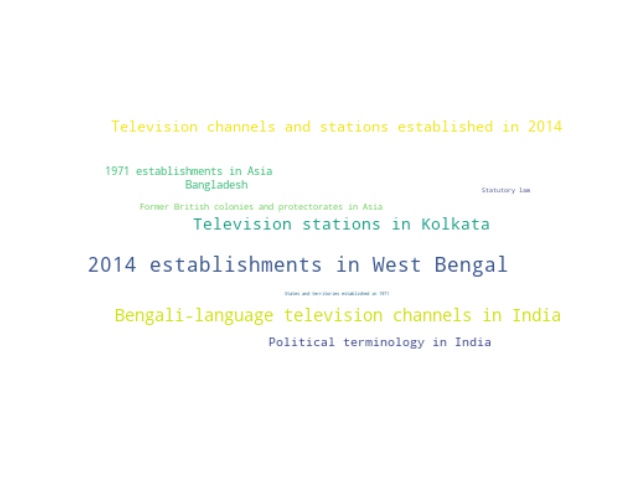 Television channels and stations established in 2014
1971 establishments in Asia
Bangladesh
Statutory law
Former British colonies and protectorates in Asia
Television stations in Kolkata
2014 establishments in West Bengal
States and territories established in 1971
Bengali-language television channels in India
Political terminology in India